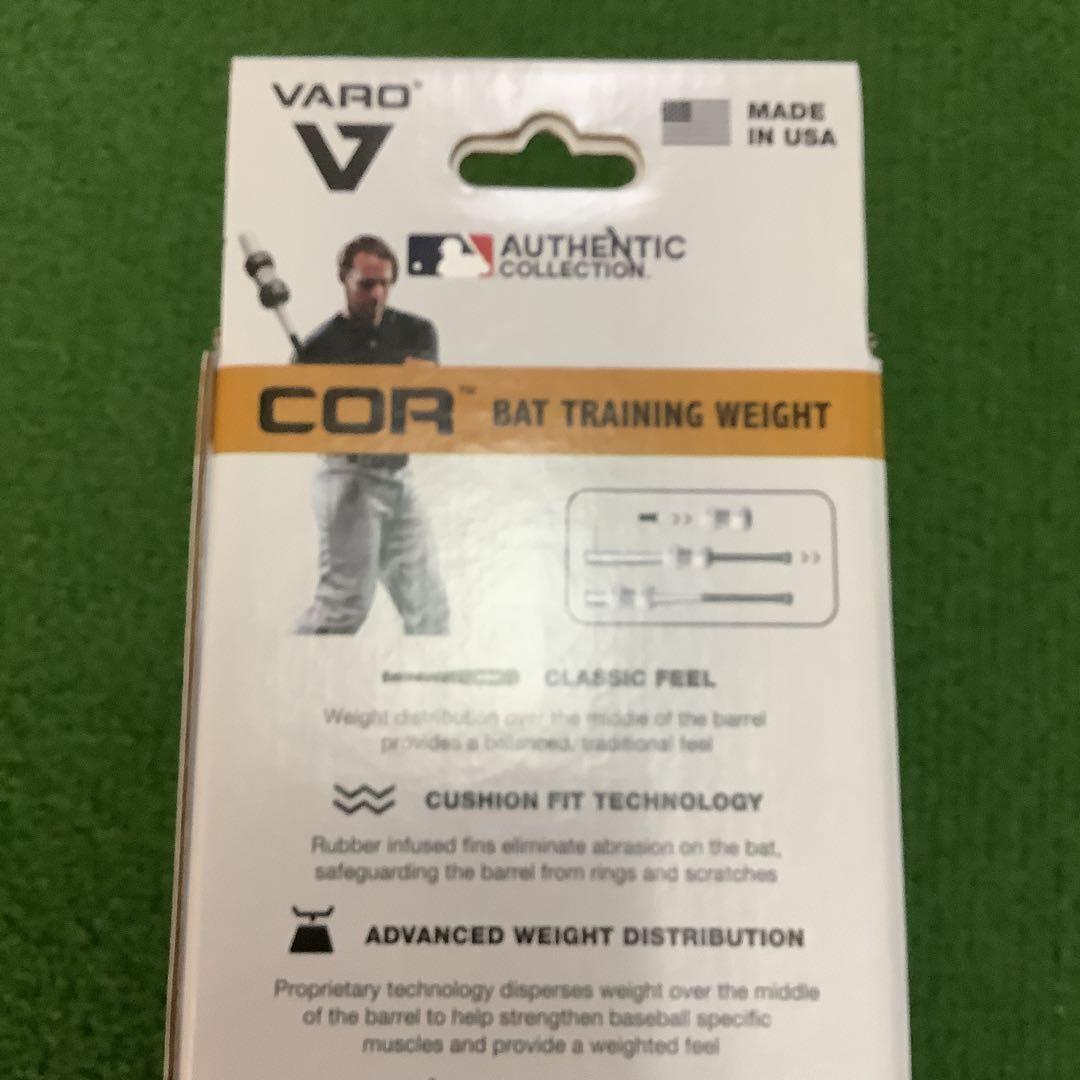 VARO®
MADE
IN USA
AUTHENTIC
COLLECTION™
COR™ BAT TRAINING WEIGHT
CLASSIC FEEL
Weight distribution over the middle of the barrel
provides a balanced, traditional feel
CUSHION FIT TECHNOLOGY
Rubber infused fins eliminate abrasion on the bat,
safeguarding the barrel from rings and scratches
ADVANCED WEIGHT DISTRIBUTION
Proprietary technology disperses weight over the middle
of the barrel to help strengthen baseball specific
muscles and provide a weighted feel